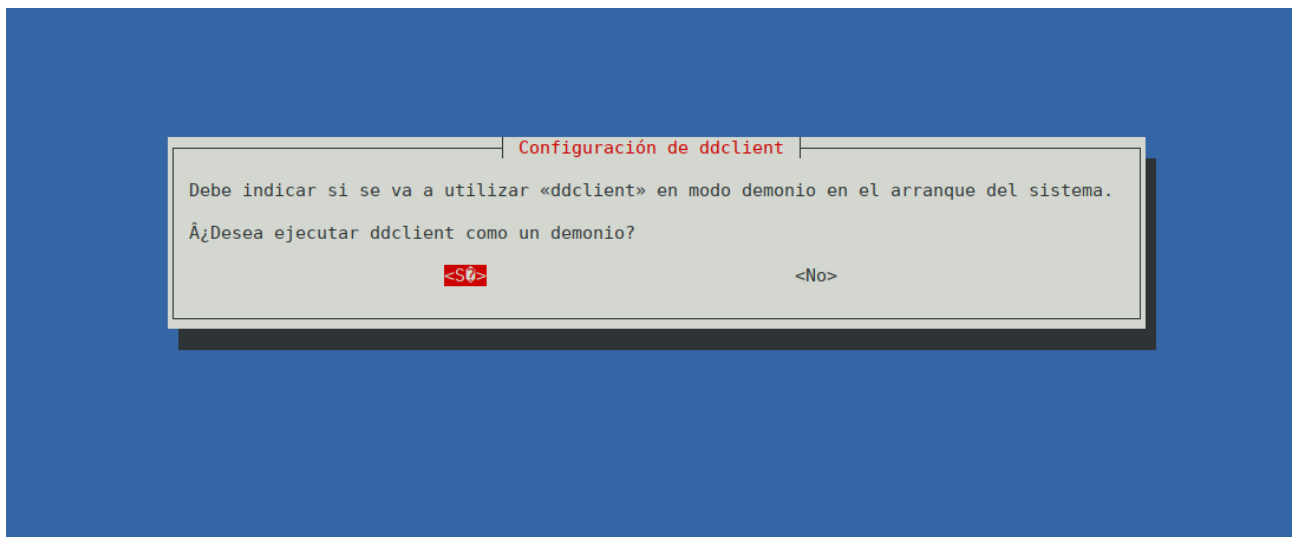 Configuración de ddclient
Debe indicar si se va a utilizar «ddclient» en modo demonio en el arranque del sistema.
Â¿Desea ejecutar ddclient como un demonio?
<S�> <No>